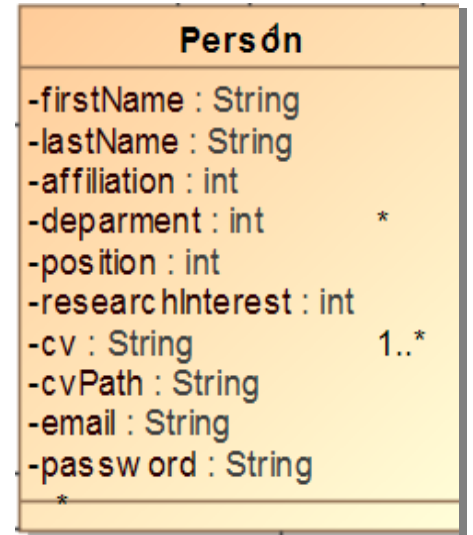 Person
-firstName : String
-lastName : String
-affiliation : int
-deparment : int *
-position : int
-researchInterest : int
-cv : String 1..*
-cvPath : String
-email : String
-password : String
*